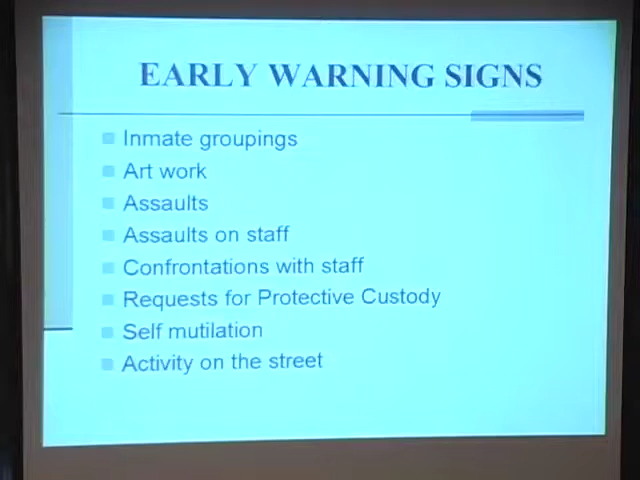 EARLY WARNING SIGNS
Inmate groupings
Art work
Assaults
Assaults on staff
Confrontations with staff
Requests for Protective Custody
Self mutilation
Activity on the street